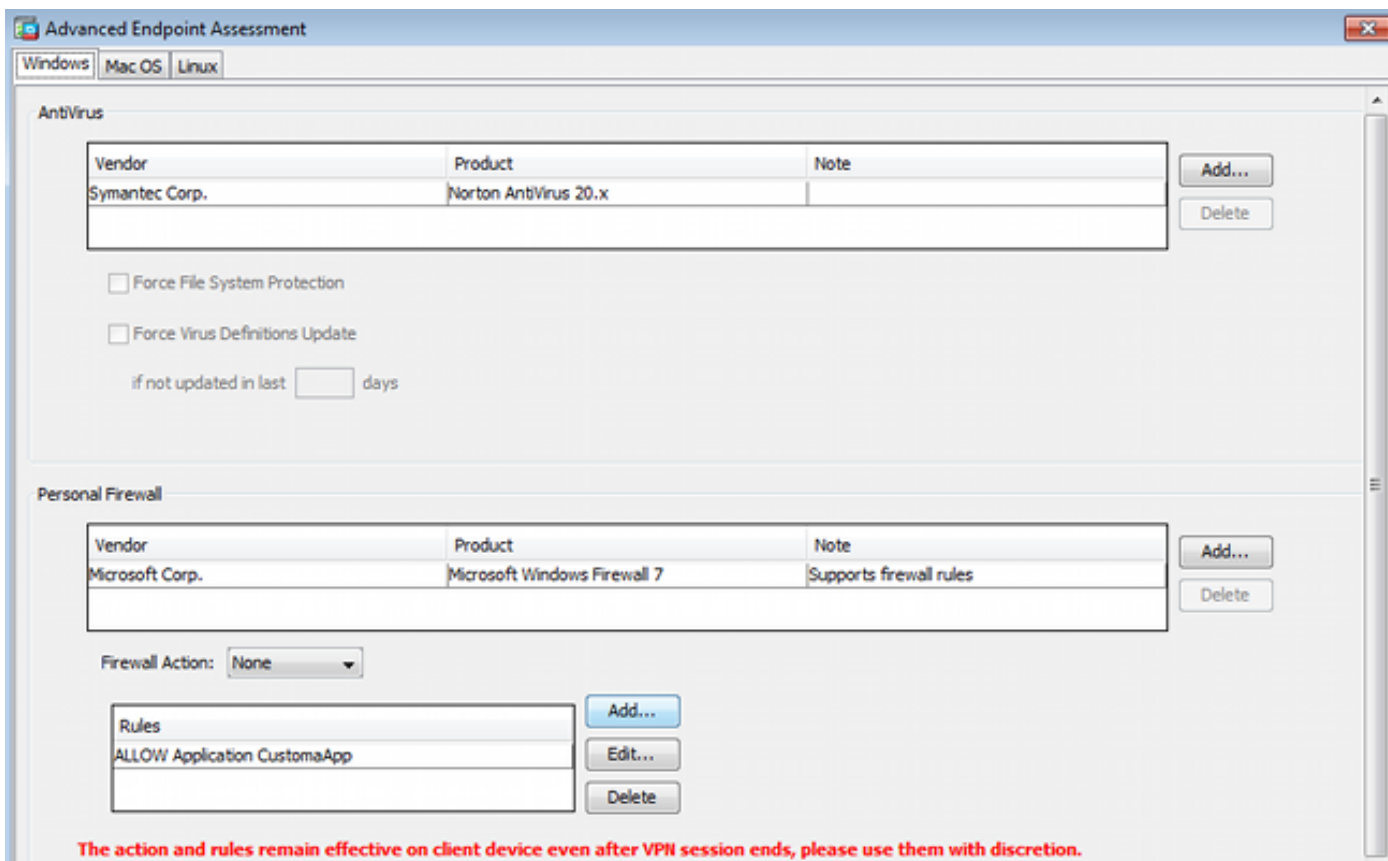 Advanced Endpoint Assessment
Windows Mac OS Linux
AntiVirus
Vendor Product Note
Add...
Symantec Corp. Norton AntiVirus 20.x
Delete
Force File System Protection
Force Virus Definitions Update
if not updated in last days
Personal Firewall
Vendor Product Note
Add...
Microsoft Corp. Microsoft Windows Firewall 7 Supports firewall rules
Delete
Firewall Action: None
Add...
Rules
ALLOW Application CustomaApp
Edit...
Delete
The action and rules remain effective on client device even after VPN session ends, please use them with discretion.